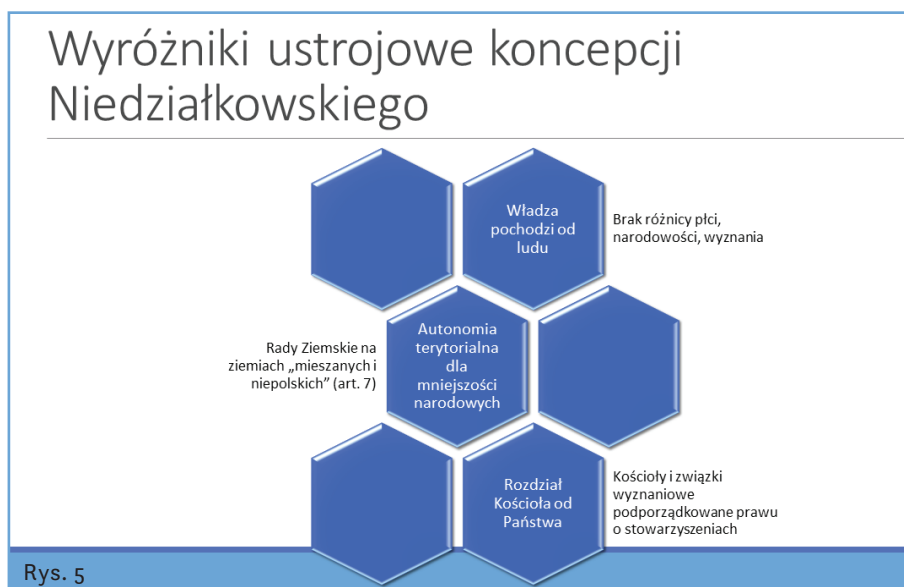 Wyróżniki ustrojowe koncepcji
Niedziałkowskiego
Władza
pochodzi od
ludu
Brak różnicy płci,
narodowości, wyznania
Rady Ziemskie na
ziemiach „mieszanych i
niepolskich” (art. 7)
Autonomia
terytorialna
dla
mniejszości
narodowych
Rozdział
Kościoła od
Państwa
Kościoły i związki
wyznaniowe
podporządkowane prawu
o stowarzyszeniach
Rys. 5